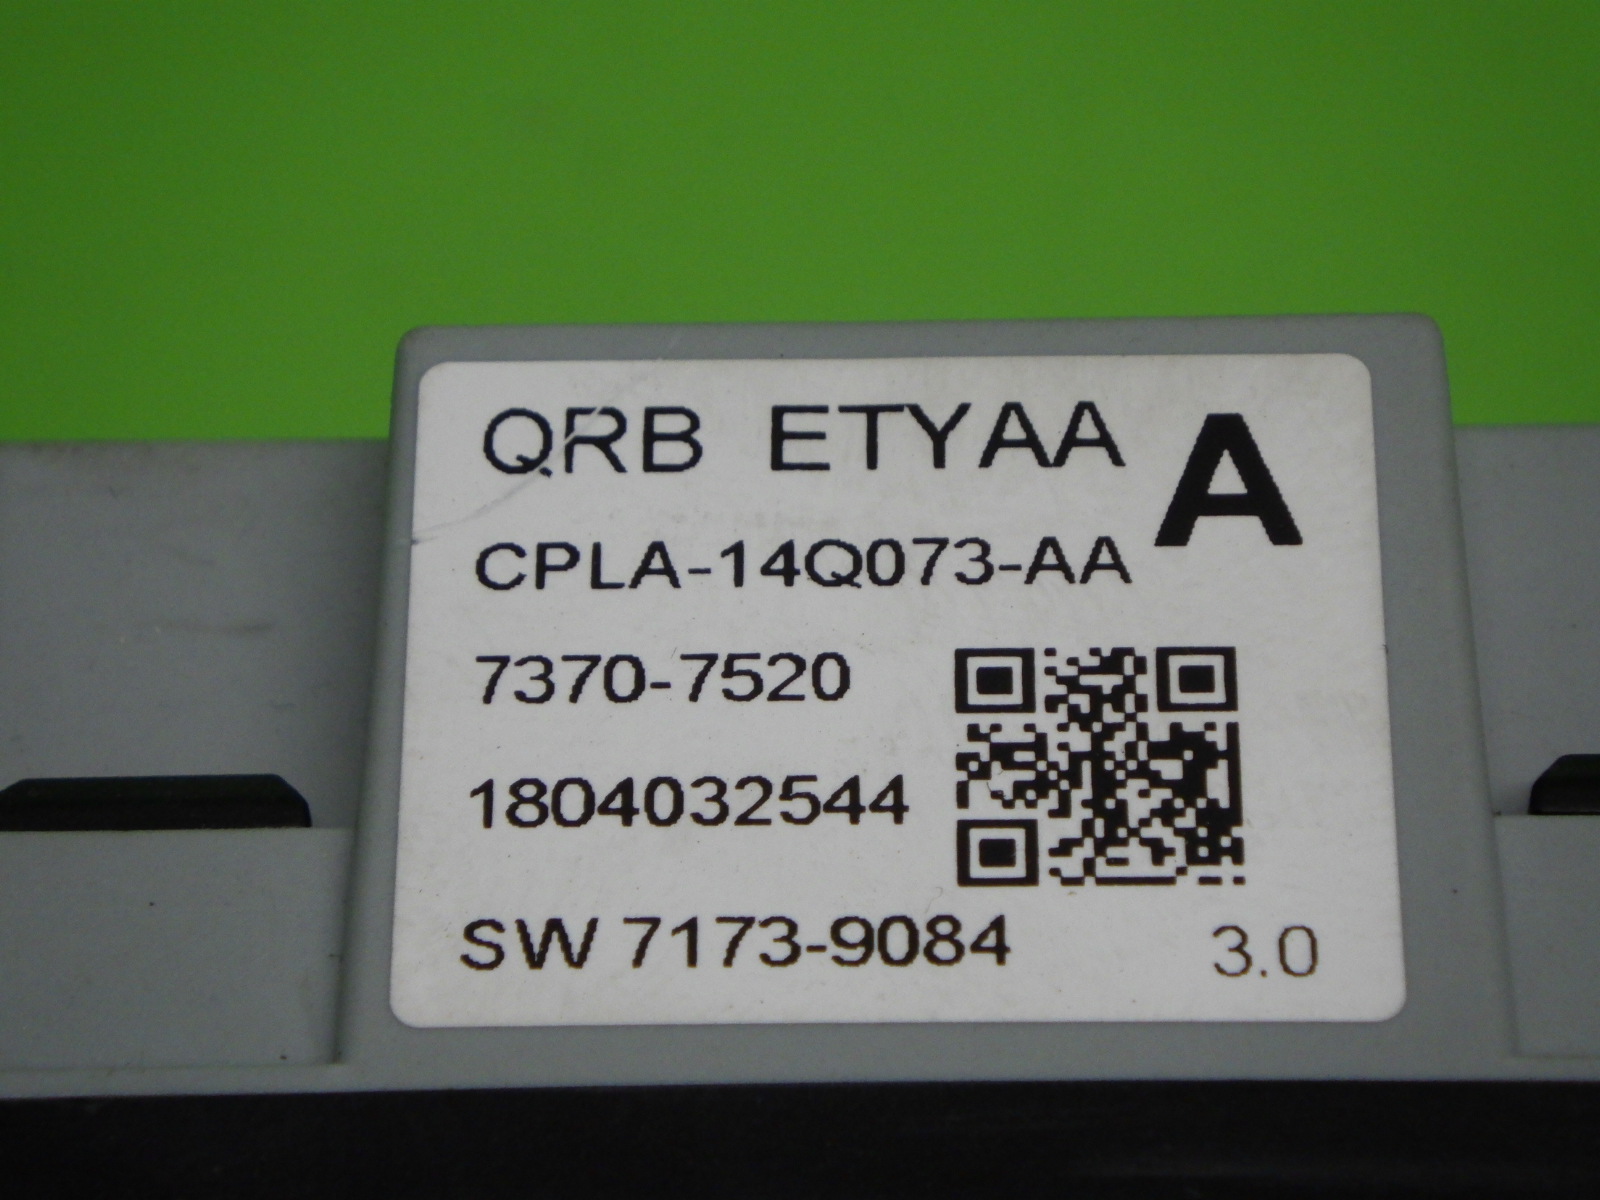 QRB ETYAA A
CPLA-14Q073-AA
7370-7520
1804032544
SW 7173-9084 3.0